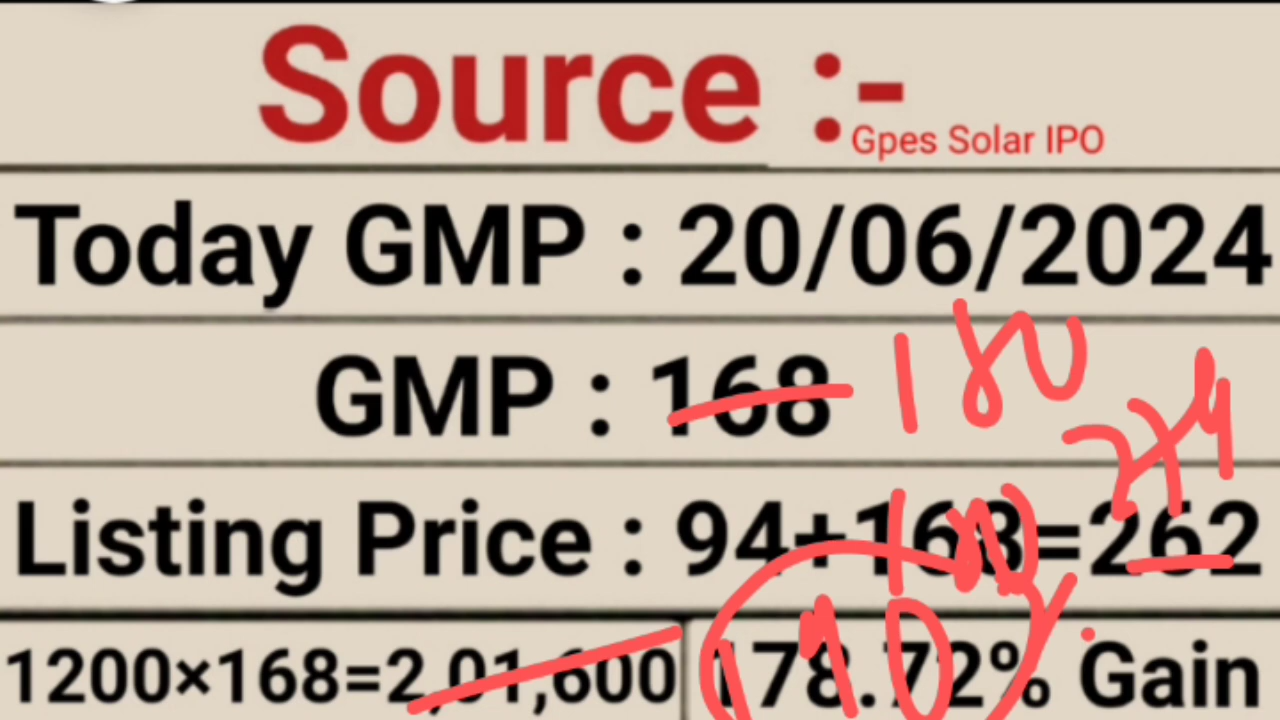 Source :-
Gpes Solar IPO
Today GMP : 20/06/2024
GMP : 168 180
274
Listing Price : 94+168=262
1200×168=2,01,600 178.72% Gain